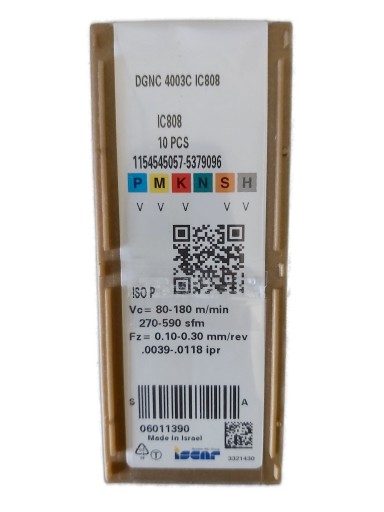 DGNC 4003C IC808
IC808
10 PCS
1154545057-5379096
P M K N S H
V V V V V
ISO P
Vc= 80-180 m/min
270-590 sfm
Fz= 0.10-0.30 mm/rev
.0039-.0118 ipr
S A
06011390
Made in Israel
iscar
3321430